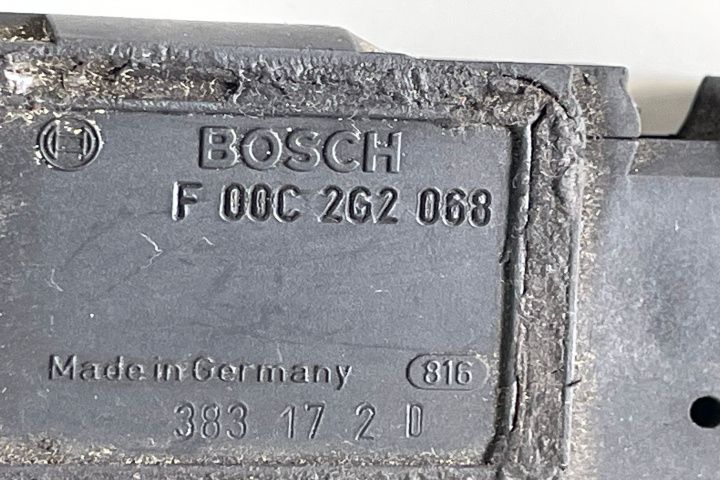 BOSCH
F 00C 2G2 068
Made in Germany 816
383 17 2 D